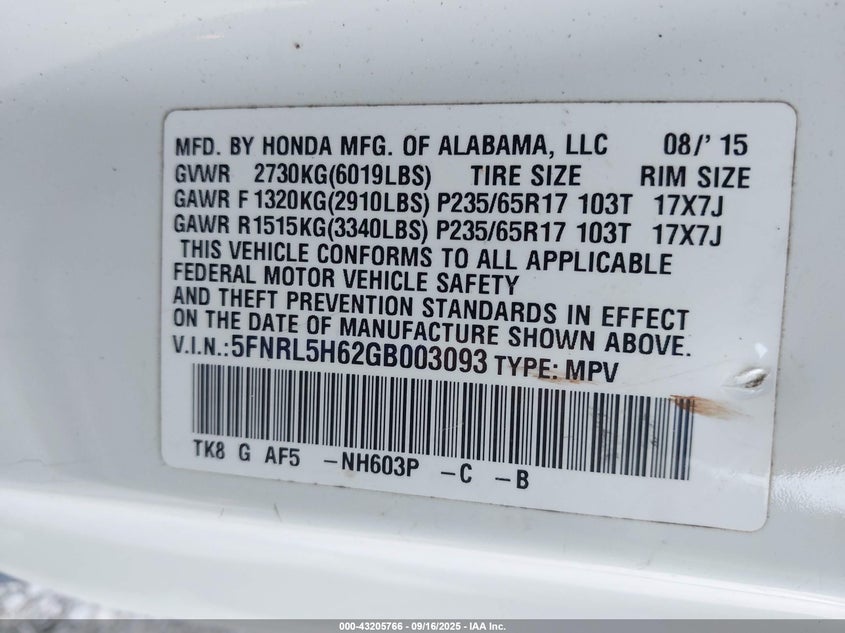 MFD. BY HONDA MFG. OF ALABAMA, LLC 08/' 15
GVWR 2730KG(6019LBS) TIRE SIZE RIM SIZE
GAWR F 1320KG(2910LBS) P235/65R17 103T 17X7J
GAWR R1515KG(3340LBS) P235/65R17 103T 17X7J
THIS VEHICLE CONFORMS TO ALL APPLICABLE
FEDERAL MOTOR VEHICLE SAFETY
AND THEFT PREVENTION STANDARDS IN EFFECT
ON THE DATE OF MANUFACTURE SHOWN ABOVE.
V.I.N.:5FNRL5H62GB003093 TYPE: MPV
TK8 G AF5 -NH603P -C -B
000-43205766 - 09/16/2025 - IAA Inc.